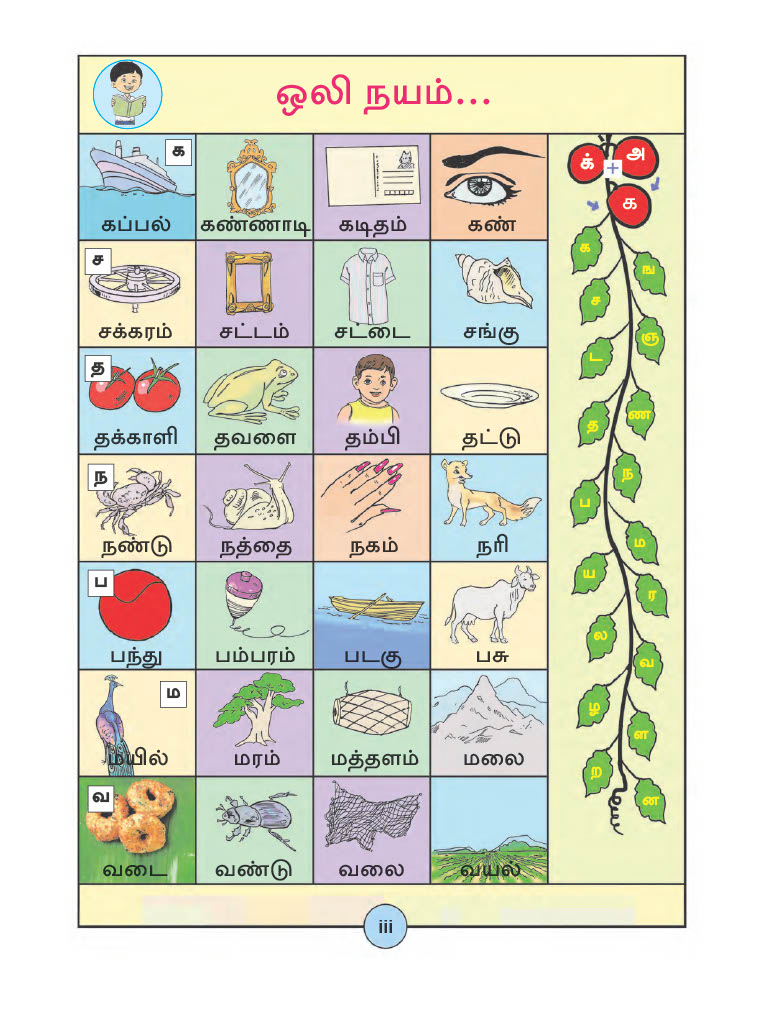 ஒலி நயம்...
க
கப்பல் கண்ணாடி கடிதம் கண்
ச
சக்கரம் சட்டம் சட்டை சங்கு
த
தக்காளி தவளை தம்பி தட்டு
ந
நண்டு நத்தை நகம் நரி
ப
பந்து பம்பரம் படகு பசு
ம
மயில் மரம் மத்தளம் மலை
வ
வடை வண்டு வலை வயல்
க் + அ
க
க
ங
ச
ஞ
ட
ண
த
ந
ப
ம
ய
ர
ல
வ
ழ
ள
ற
ன
iii